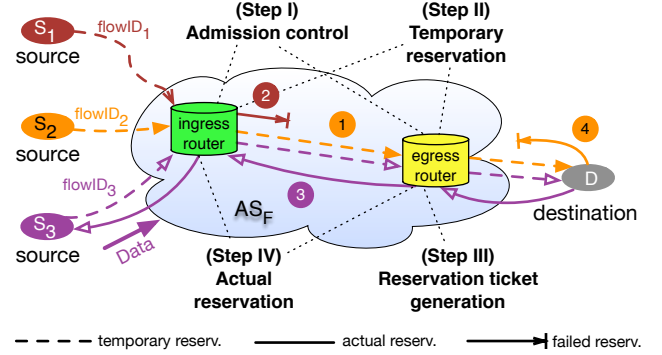 S1
flowID1
source
(Step I)
Admission control
(Step II)
Temporary
reservation
2
S2
flowID2
source
ingress
router
1
4
egress
router
D
destination
flowID3
3
S3
source
Data
ASF
(Step IV)
Actual
reservation
(Step III)
Reservation ticket
generation
temporary reserv.
actual reserv.
failed reserv.